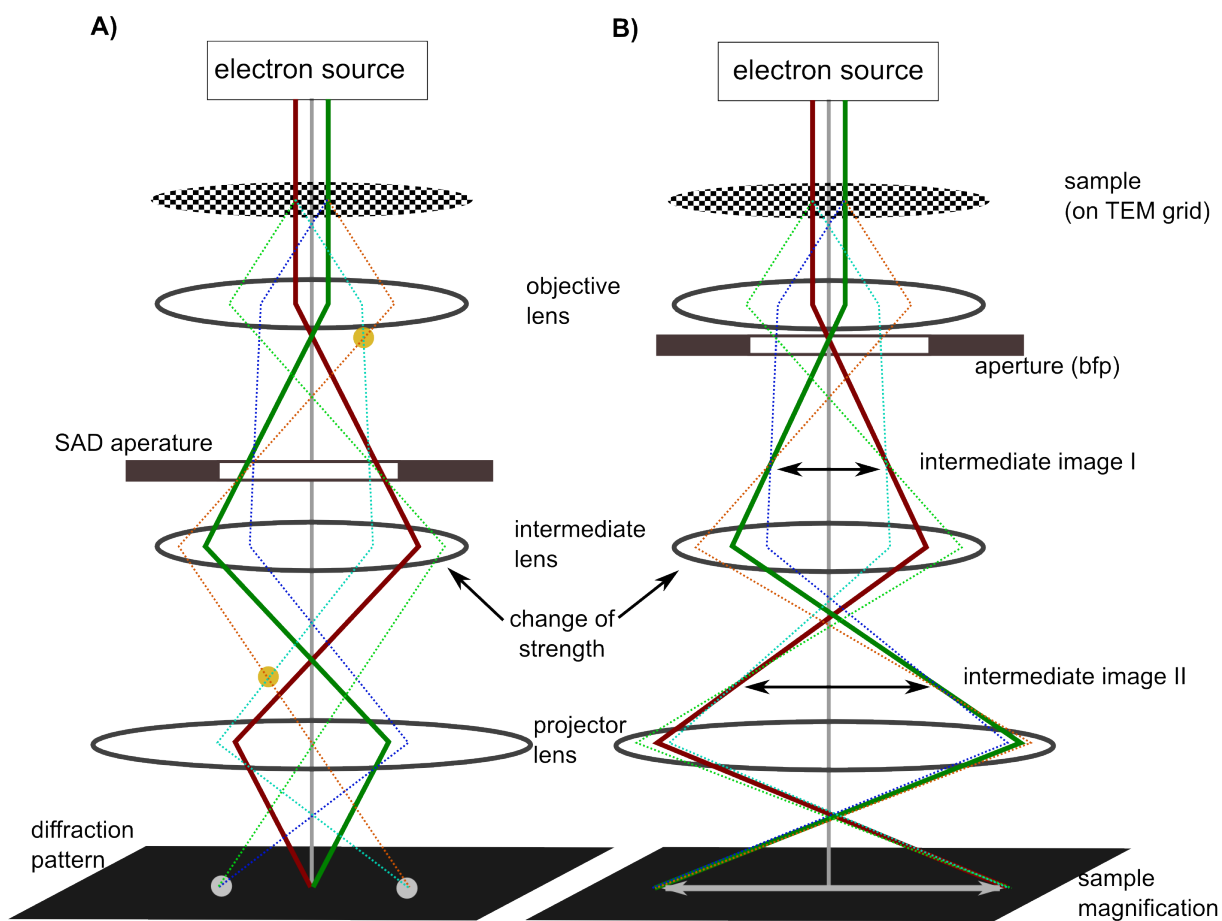 A)
B)
electron source
electron source
sample
(on TEM grid)
objective
lens
aperture (bfp)
SAD aperature
intermediate image I
intermediate
lens
change of
strength
intermediate image II
projector
lens
diffraction
pattern
sample
magnification